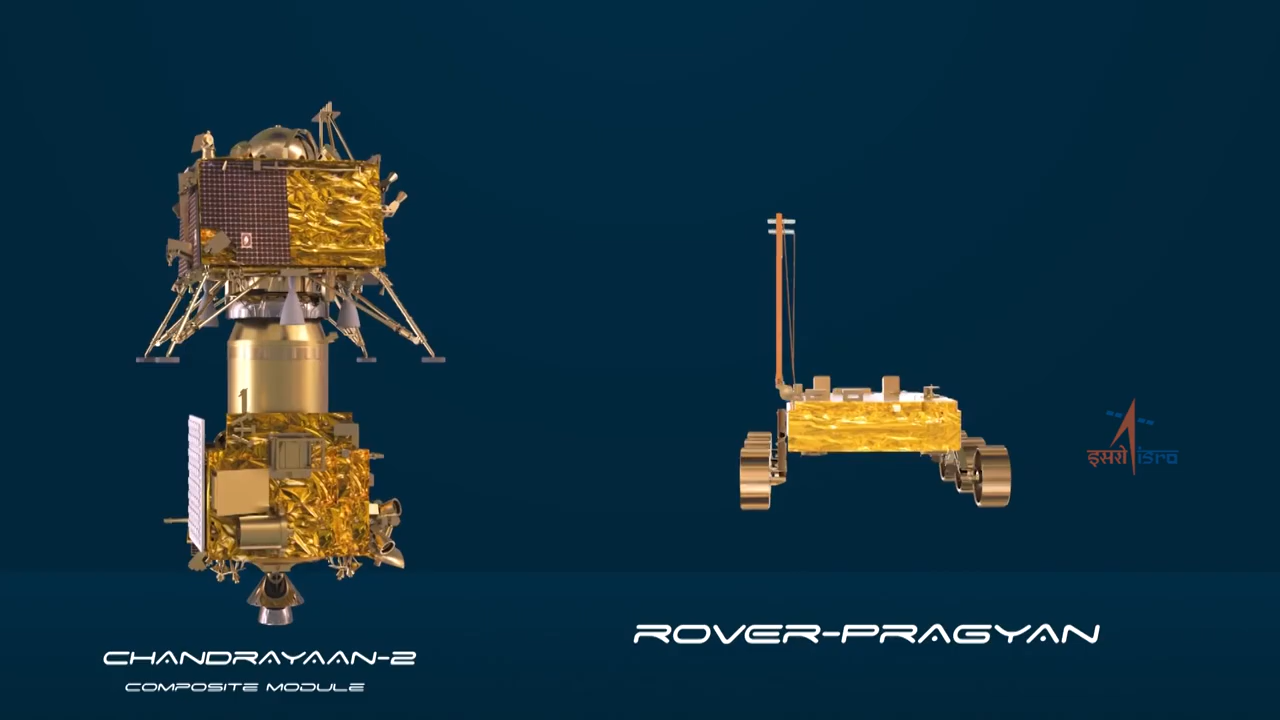 इसरो isro
ROVER-PRAGYAN
CHANDRAYAAN-2
COMPOSITE MODULE